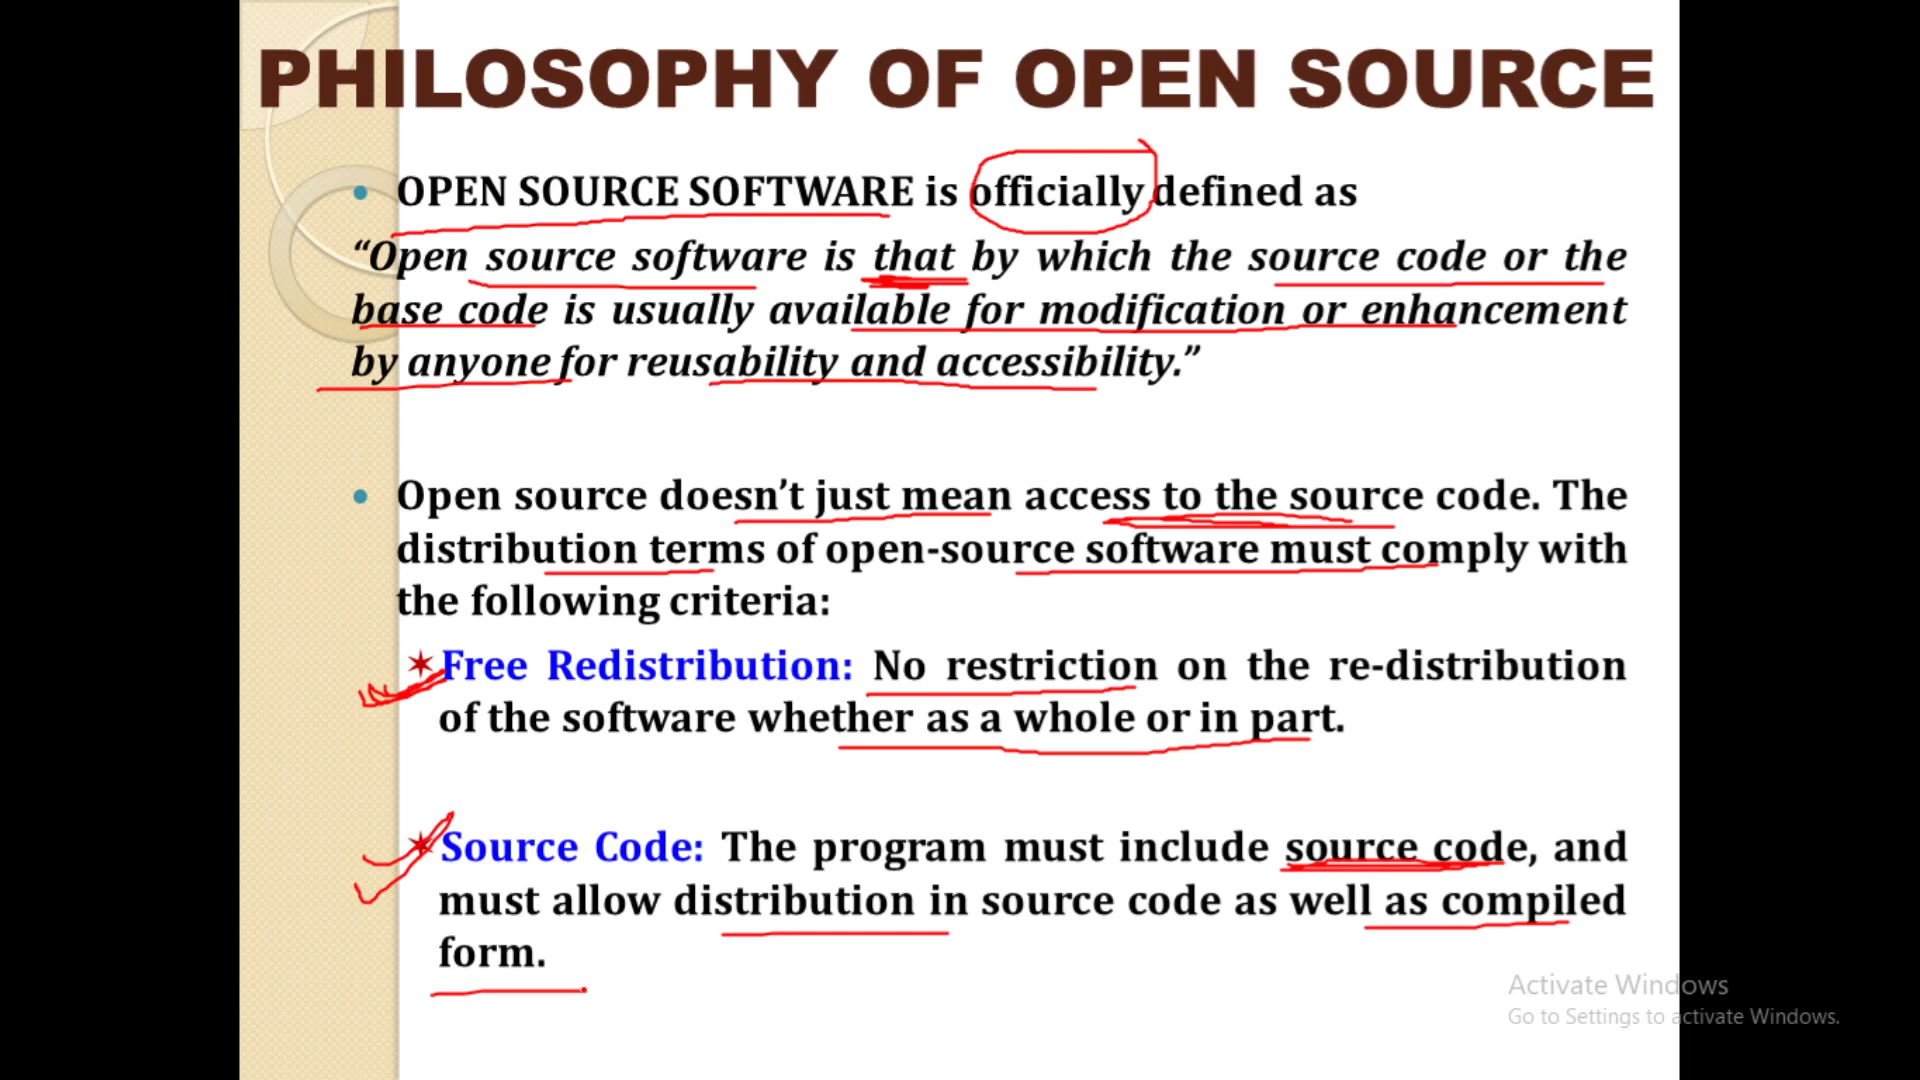 PHILOSOPHY OF OPEN SOURCE
• OPEN SOURCE SOFTWARE is officially defined as
“Open source software is that by which the source code or the
base code is usually available for modification or enhancement
by anyone for reusability and accessibility.”
• Open source doesn’t just mean access to the source code. The
distribution terms of open-source software must comply with
the following criteria:
✶Free Redistribution: No restriction on the re-distribution
of the software whether as a whole or in part.
✶Source Code: The program must include source code, and
must allow distribution in source code as well as compiled
form.
Activate Windows
Go to Settings to activate Windows.